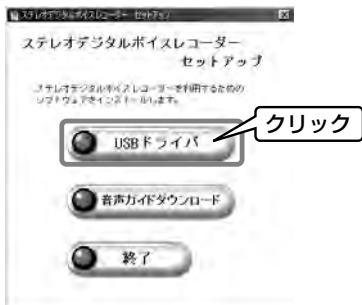 ステレオデジタルボイスレコーダー セットアップ
ステレオデジタルボイスレコーダー
セットアップ
ステレオデジタルボイスレコーダーを利用するための
ソフトウェアをインストールします。
USBドライバ
クリック
音声ガイドダウンロード
終了